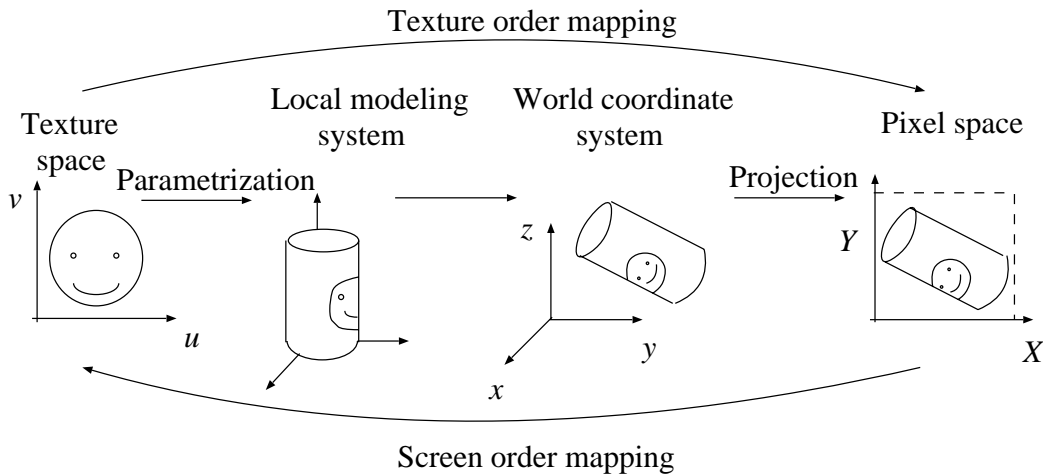 Texture order mapping
Local modeling
system
World coordinate
system
Pixel space
Texture
space
Parametrization
Projection
v
u
z
y
x
Y
X
Screen order mapping